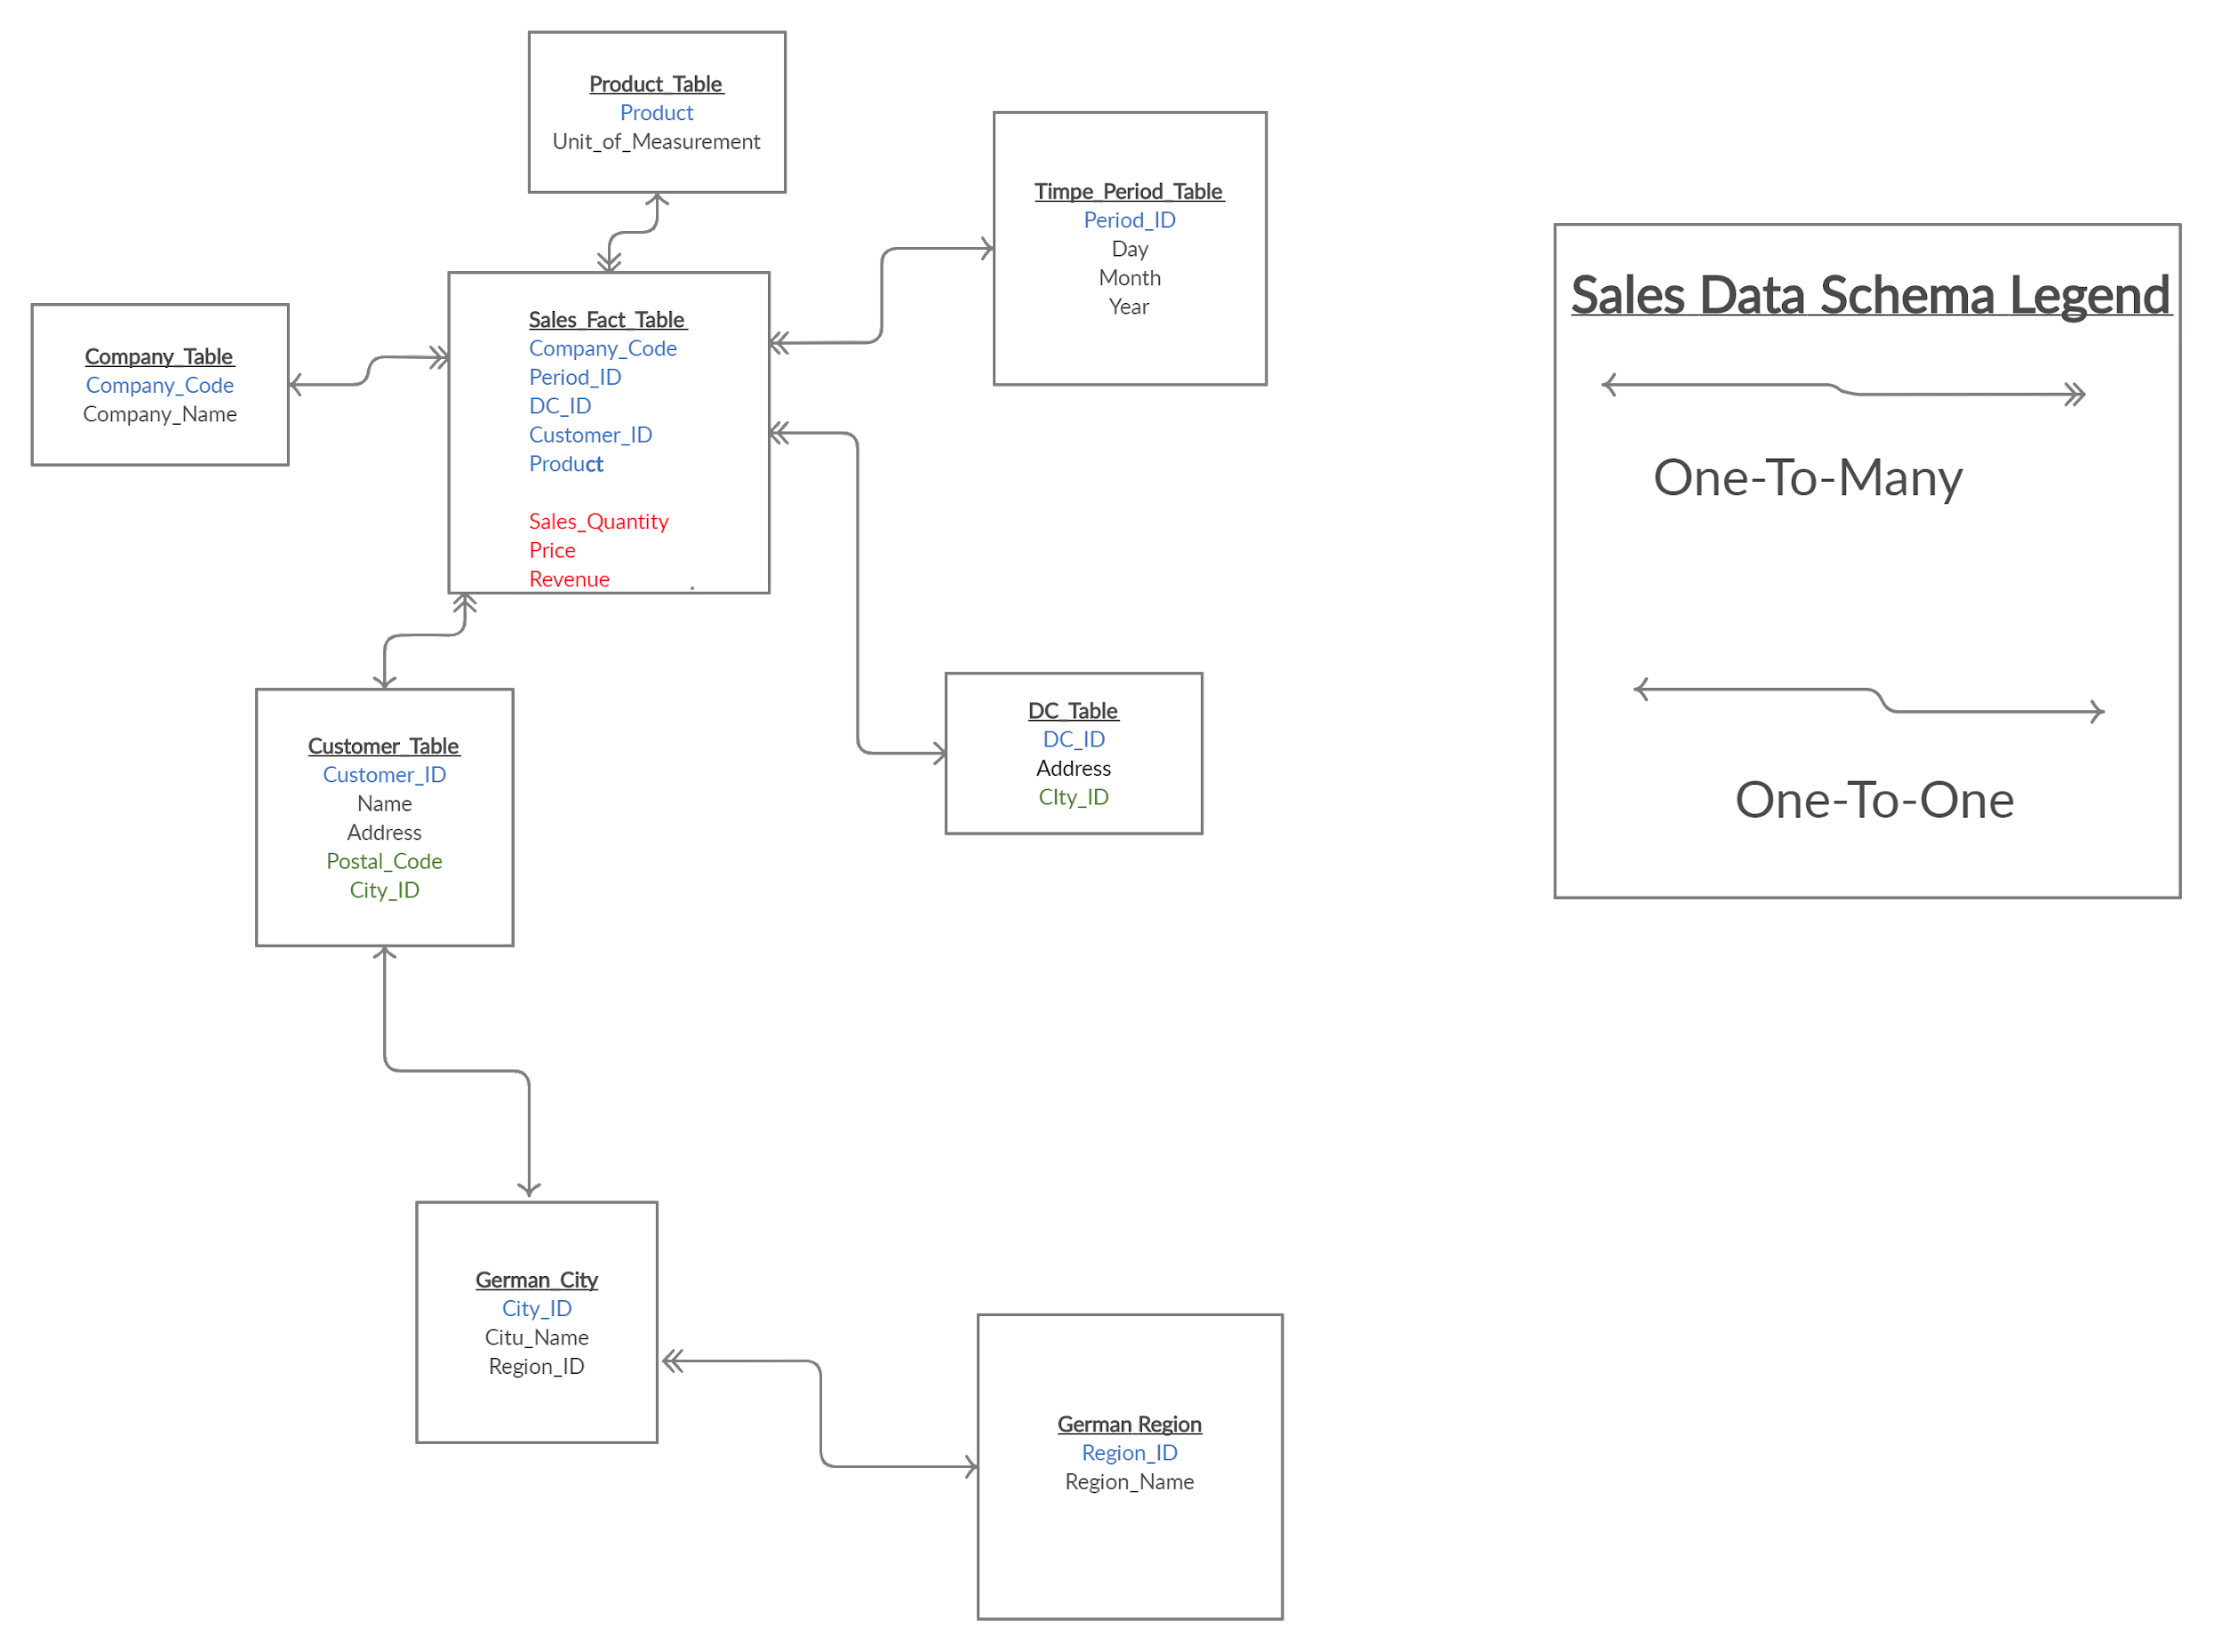 Product_Table
Product
Unit_of_Measurement
Timpe_Period_Table
Period_ID
Day
Month
Year
Sales Data Schema Legend
One-To-Many
One-To-One
Company_Table
Company_Code
Company_Name
Sales_Fact_Table
Company_Code
Period_ID
DC_ID
Customer_ID
Product
Sales_Quantity
Price
Revenue
.
Customer_Table
Customer_ID
Name
Address
Postal_Code
City_ID
DC_Table
DC_ID
Address
CIty_ID
German_City
City_ID
Citu_Name
Region_ID
German Region
Region_ID
Region_Name